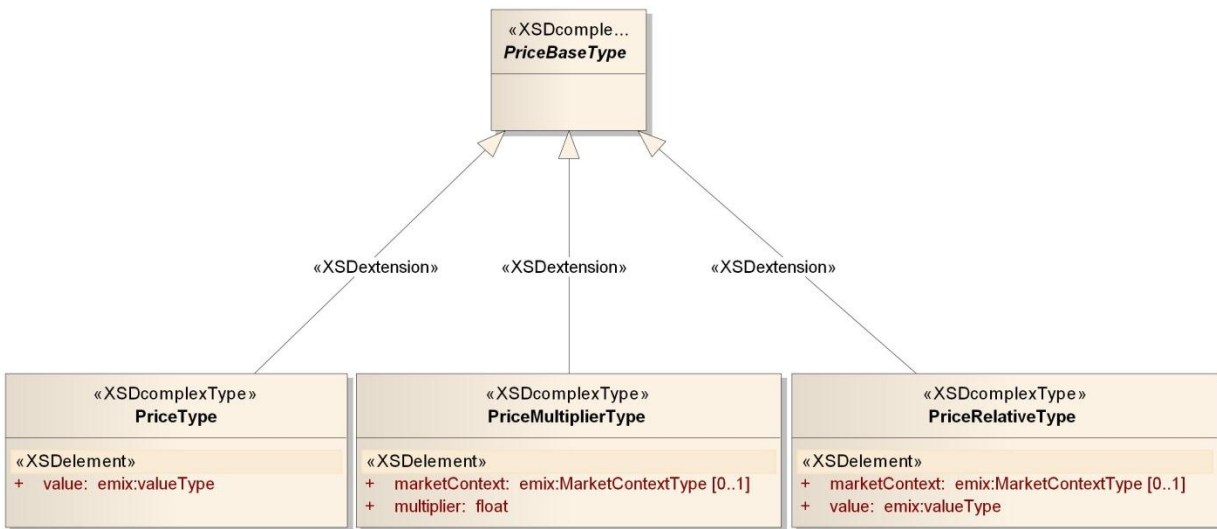 «XSDcomple...
PriceBaseType
«XSDextension» «XSDextension» «XSDextension»
«XSDcomplexType»
PriceType
«XSDelement»
+ value: emix:valueType
«XSDcomplexType»
PriceMultiplierType
«XSDelement»
+ marketContext: emix:MarketContextType [0..1]
+ multiplier: float
«XSDcomplexType»
PriceRelativeType
«XSDelement»
+ marketContext: emix:MarketContextType [0..1]
+ value: emix:valueType